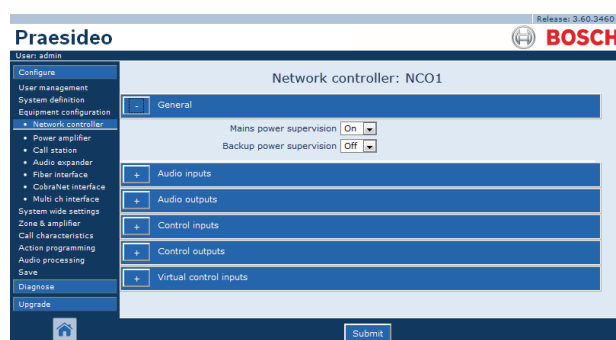 Release: 3.60.3460
Praesideo
BOSCH
User: admin
Configure
User management
System definition
Equipment configuration
• Network controller
• Power amplifier
• Call station
• Audio expander
• Fiber interface
• CobraNet interface
• Multi ch interface
System wide settings
Zone & amplifier
Call characteristics
Action programming
Audio processing
Save
Diagnose
Upgrade
Network controller: NCO1
- General
Mains power supervision On
Backup power supervision Off
+ Audio inputs
+ Audio outputs
+ Control inputs
+ Control outputs
+ Virtual control inputs
Submit